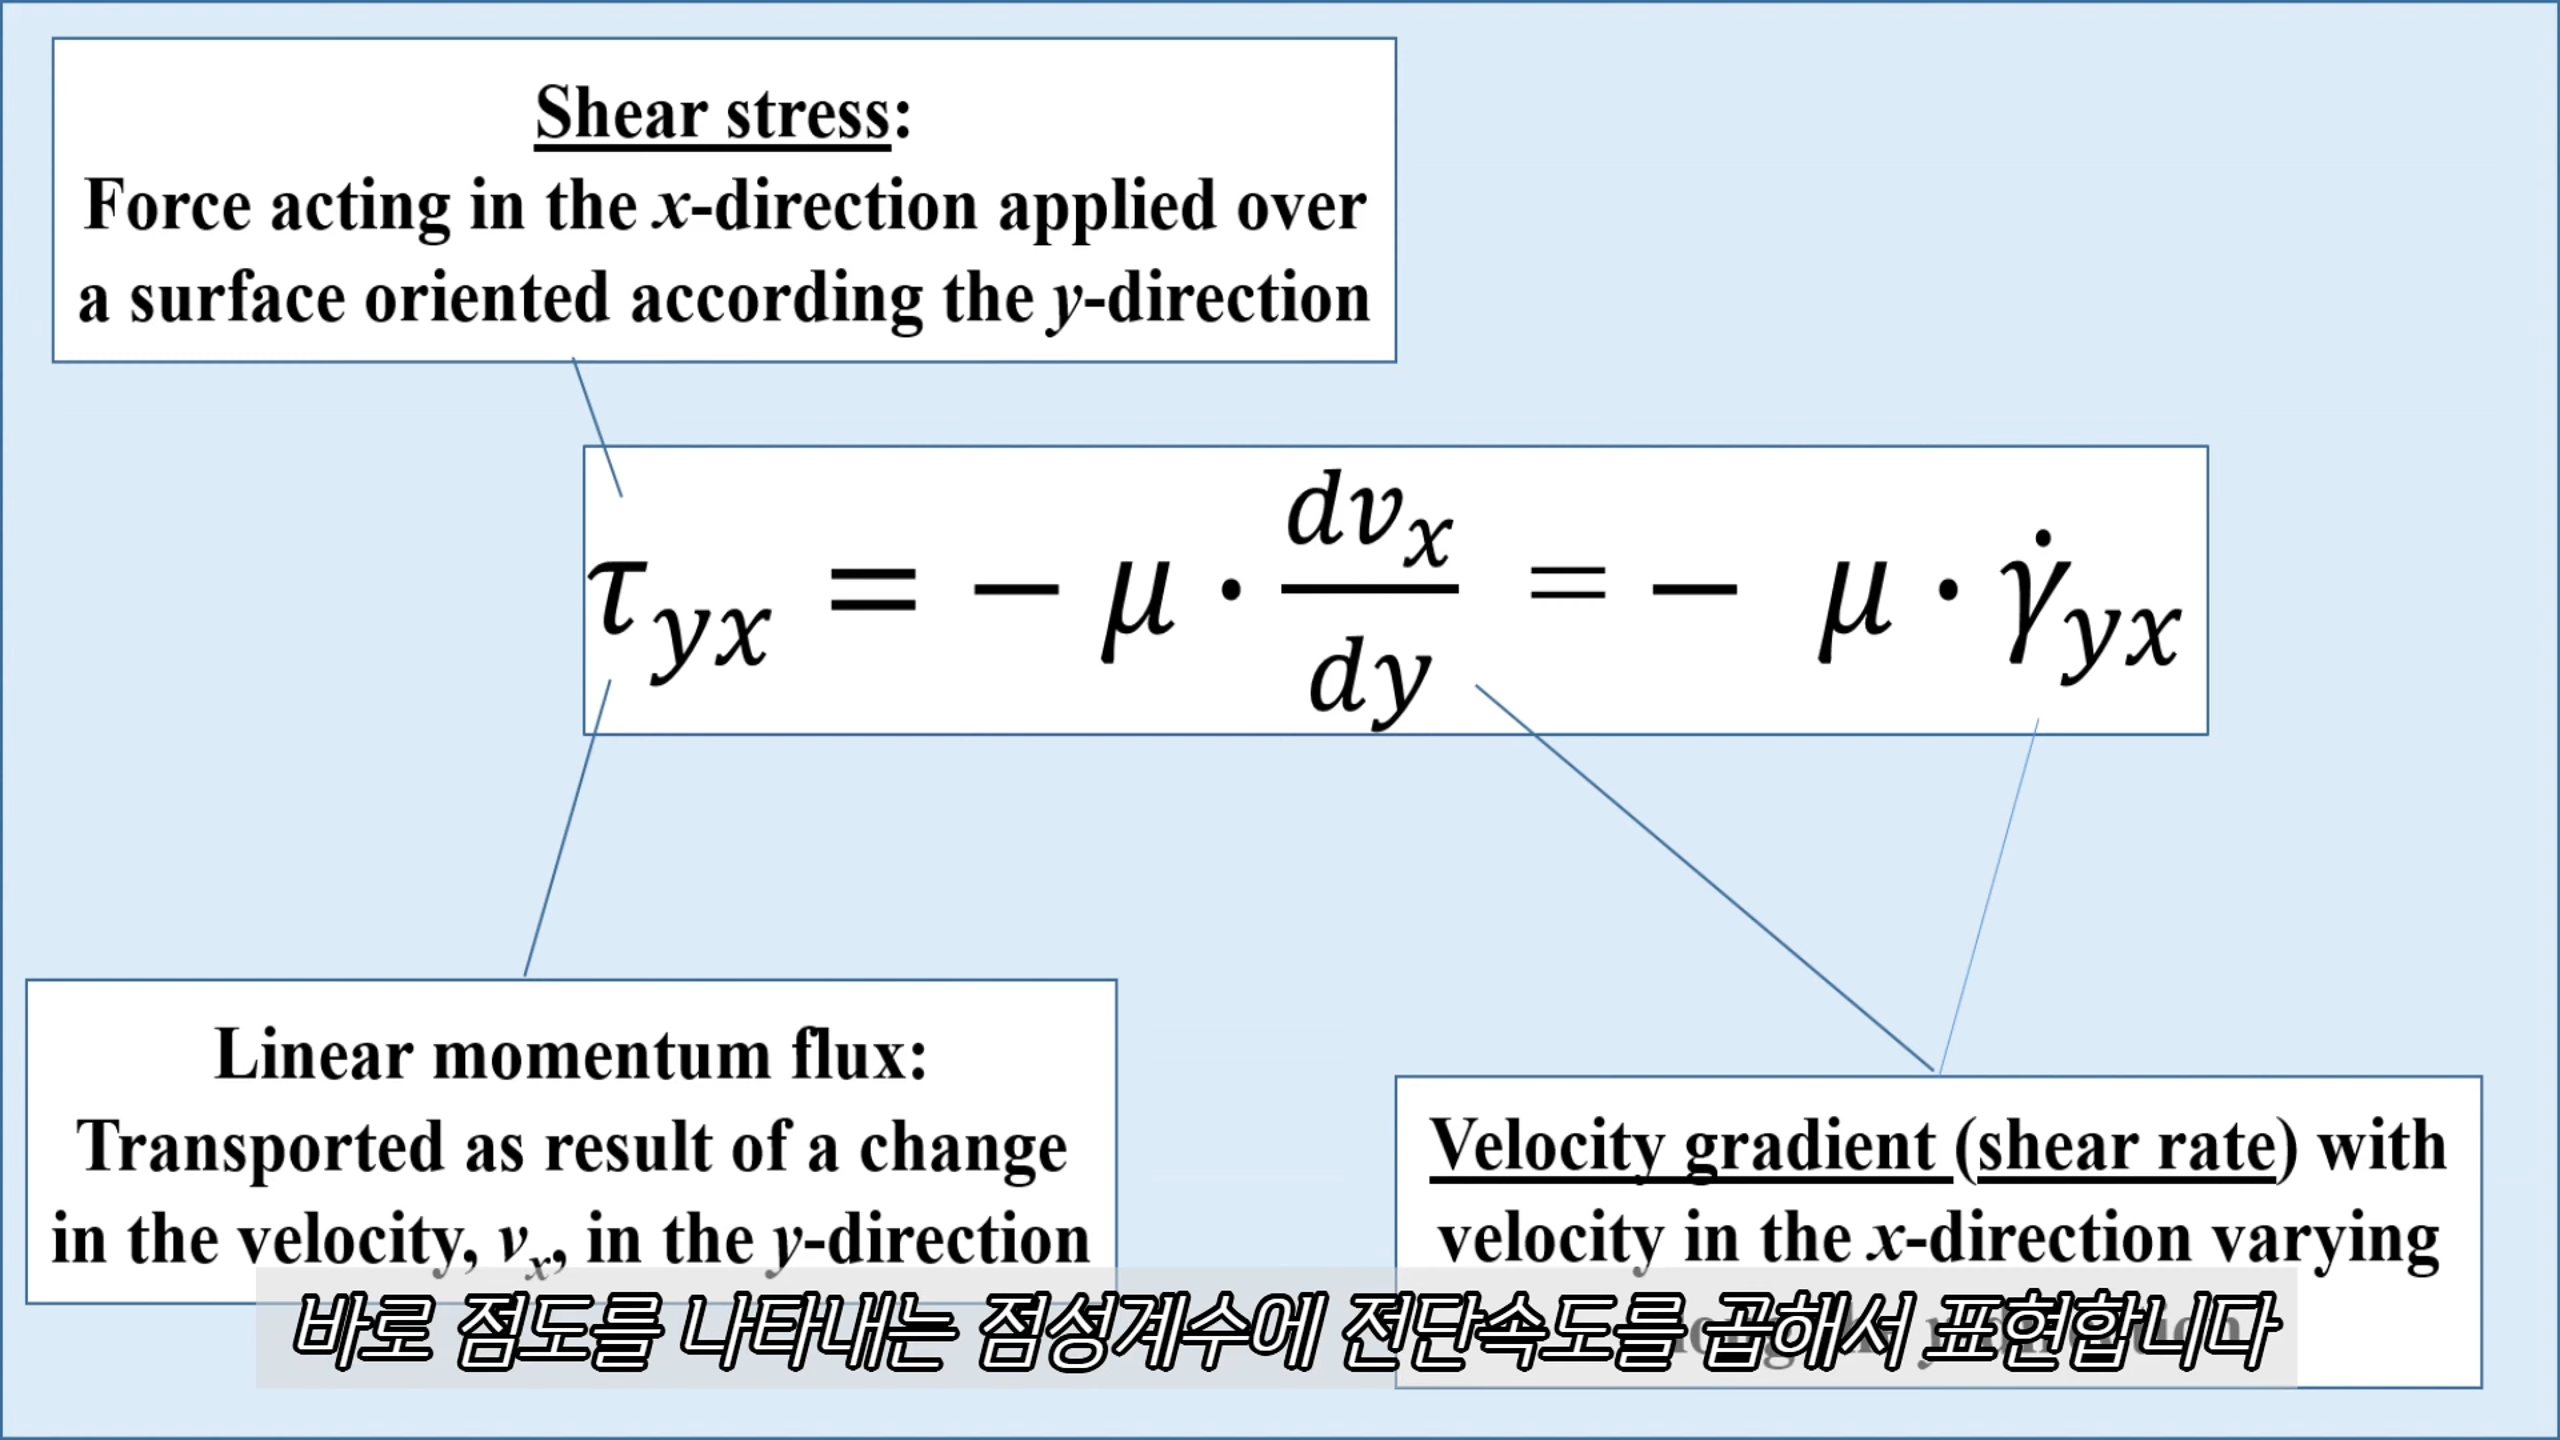 Shear stress:
Force acting in the x-direction applied over
a surface oriented according the y-direction
τyx = − μ · dvx/dy = − μ · γ̇yx
Linear momentum flux:
Transported as result of a change
in the velocity, vx, in the y-direction
Velocity gradient (shear rate) with
velocity in the x-direction varying
바로 점도를 나타내는 점성계수에 전단속도를 곱해서 표현합니다